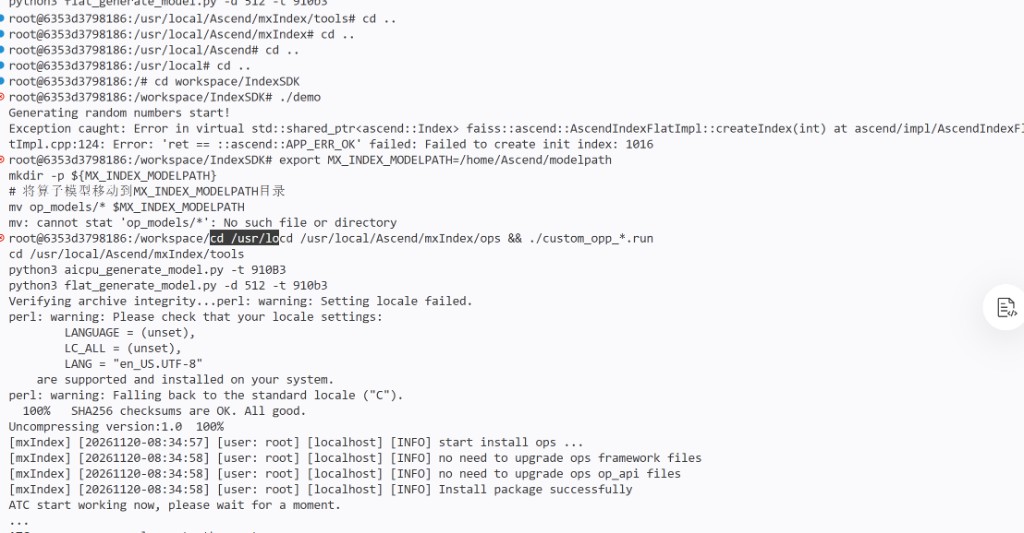 python3 flat_generate_model.py -d 512 -t 910b3
root@6353d3798186:/usr/local/Ascend/mxIndex/tools# cd ..
root@6353d3798186:/usr/local/Ascend/mxIndex# cd ..
root@6353d3798186:/usr/local/Ascend# cd ..
root@6353d3798186:/usr/local# cd ..
root@6353d3798186:/# cd workspace/IndexSDK
root@6353d3798186:/workspace/IndexSDK# ./demo
Generating random numbers start!
Exception caught: Error in virtual std::shared_ptr<ascend::Index> faiss::ascend::AscendIndexFlatImpl::createIndex(int) at ascend/impl/AscendIndexFl
tImpl.cpp:124: Error: 'ret == ::ascend::APP_ERR_OK' failed: Failed to create init index: 1016
root@6353d3798186:/workspace/IndexSDK# export MX_INDEX_MODELPATH=/home/Ascend/modelpath
mkdir -p ${MX_INDEX_MODELPATH}
# 将算子模型移动到MX_INDEX_MODELPATH目录
mv op_models/* $MX_INDEX_MODELPATH
mv: cannot stat 'op_models/*': No such file or directory
root@6353d3798186:/workspace/cd /usr/locd /usr/local/Ascend/mxIndex/ops && ./custom_opp_*.run
cd /usr/local/Ascend/mxIndex/tools
python3 aicpu_generate_model.py -t 910B3
python3 flat_generate_model.py -d 512 -t 910b3
Verifying archive integrity...perl: warning: Setting locale failed.
perl: warning: Please check that your locale settings:
LANGUAGE = (unset),
LC_ALL = (unset),
LANG = "en_US.UTF-8"
are supported and installed on your system.
perl: warning: Falling back to the standard locale ("C").
100% SHA256 checksums are OK. All good.
Uncompressing version:1.0 100%
[mxIndex] [20261120-08:34:57] [user: root] [localhost] [INFO] start install ops ...
[mxIndex] [20261120-08:34:58] [user: root] [localhost] [INFO] no need to upgrade ops framework files
[mxIndex] [20261120-08:34:58] [user: root] [localhost] [INFO] no need to upgrade ops op_api files
[mxIndex] [20261120-08:34:58] [user: root] [localhost] [INFO] Install package successfully
ATC start working now, please wait for a moment.
...